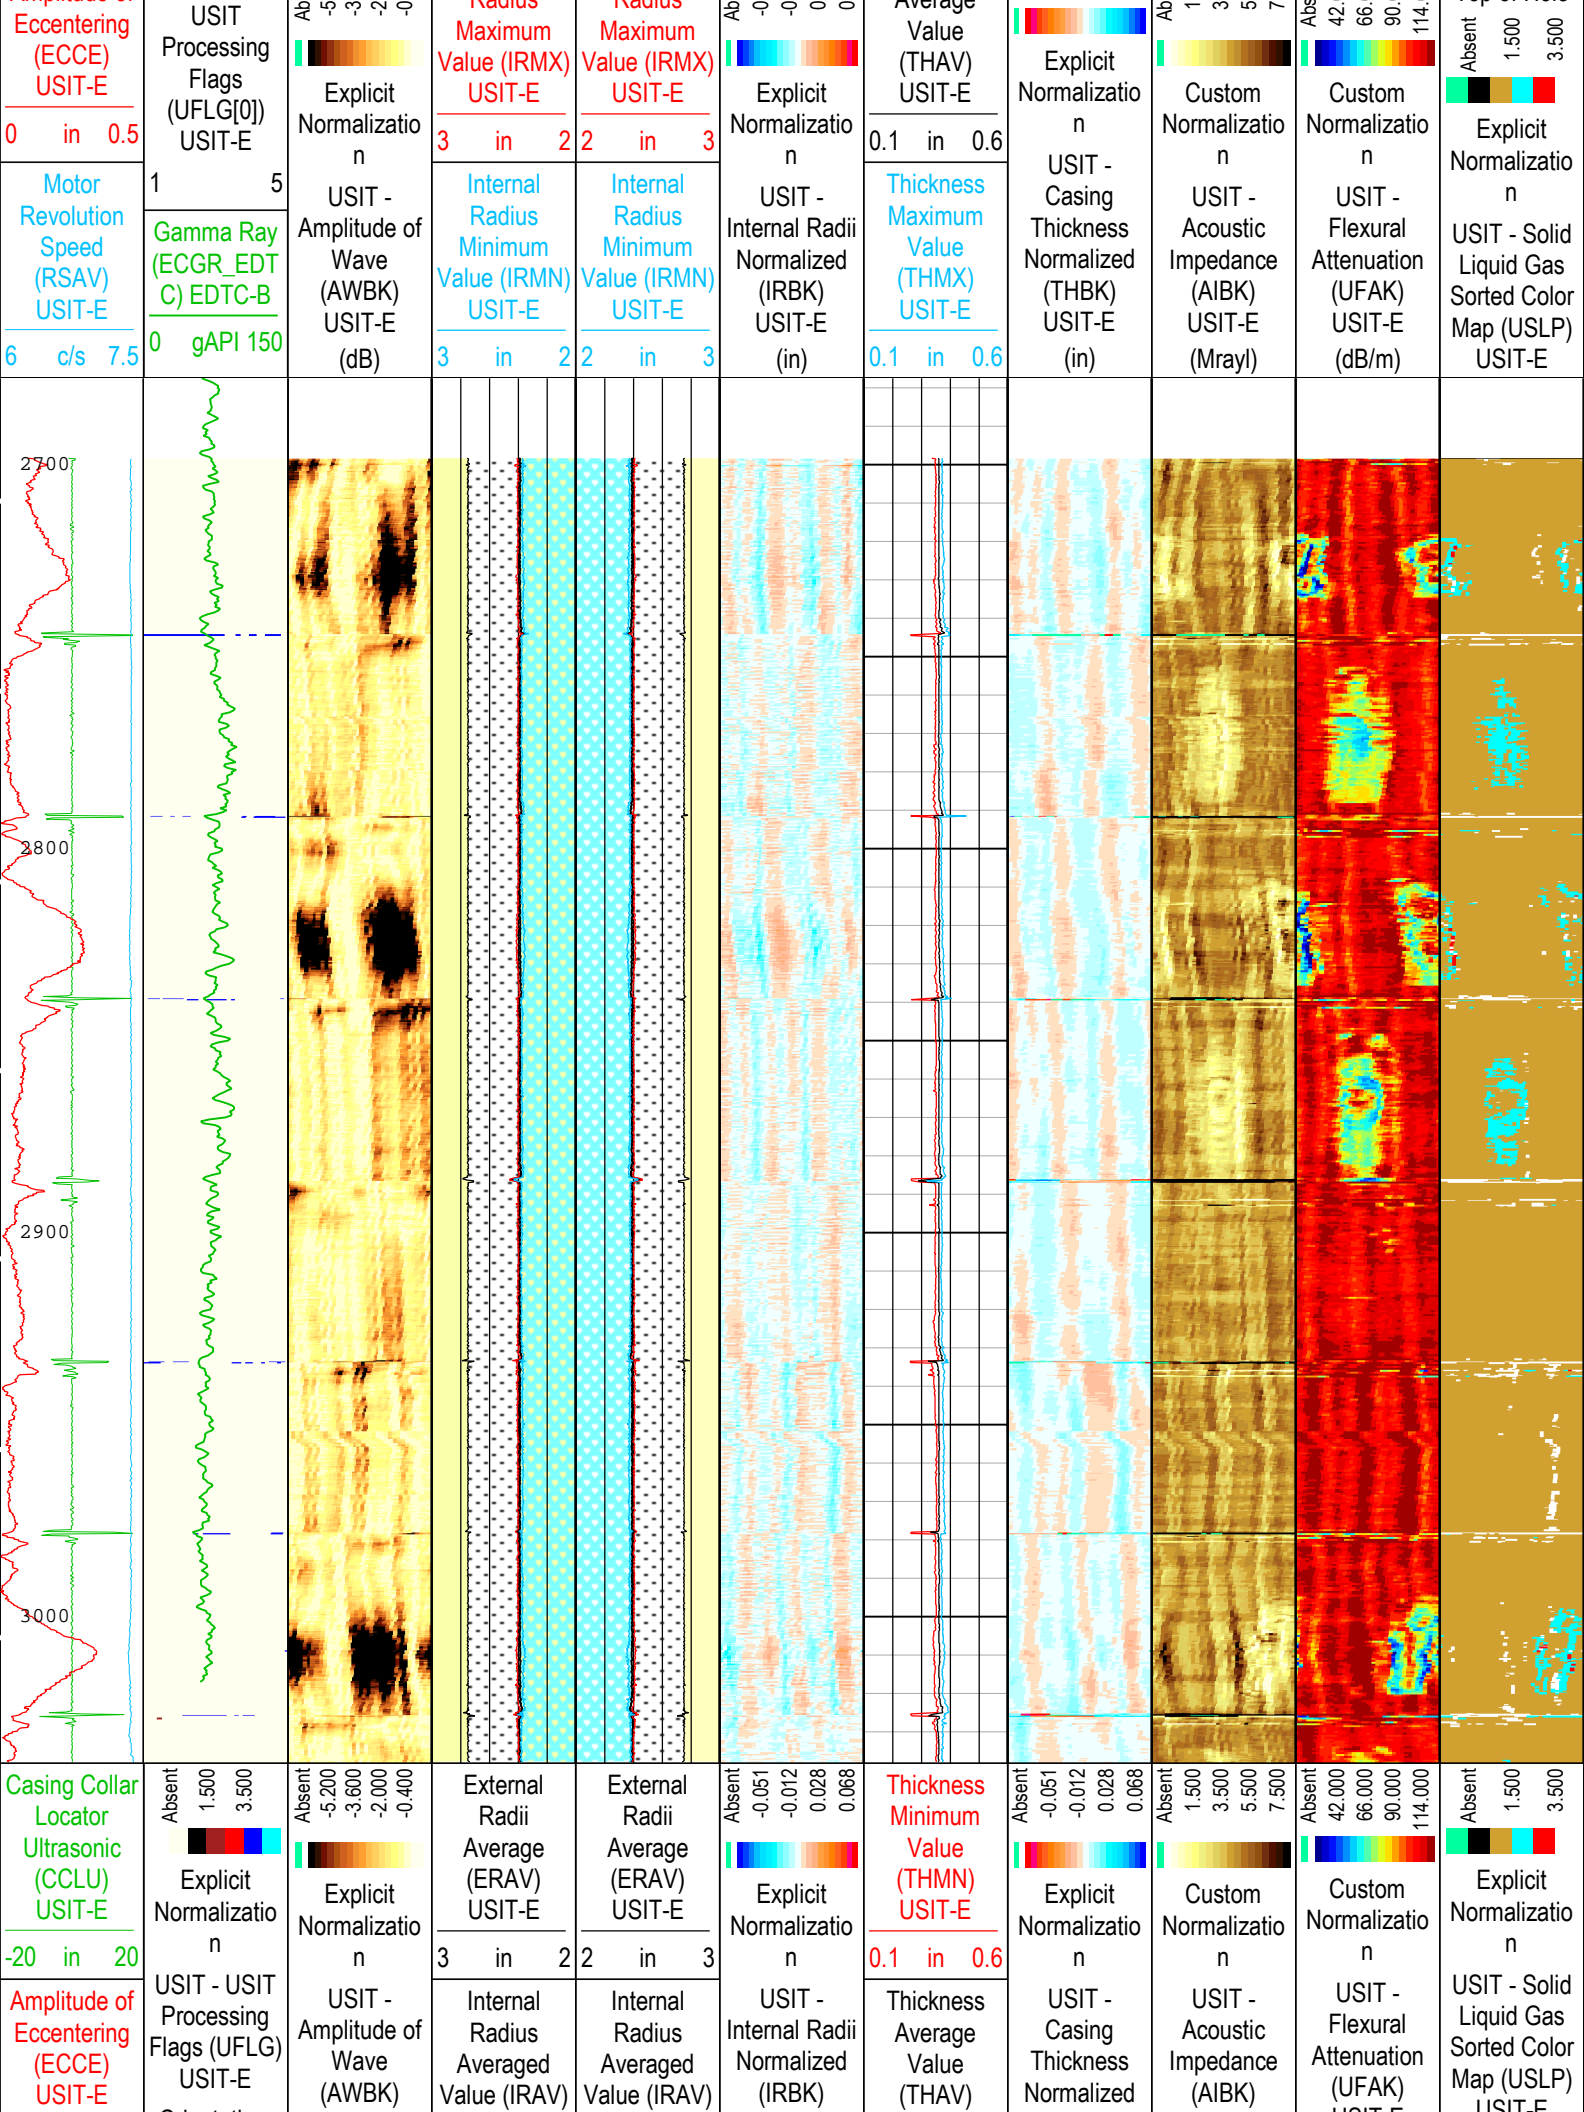 Eccentering
(ECCE)
USIT-E
0 in 0.5
Motor
Revolution
Speed
(RSAV)
USIT-E
6 c/s 7.5
USIT
Processing
Flags
(UFLG[0])
USIT-E
1 5
Gamma Ray
(ECGR_EDT
C) EDTC-B
0 gAPI 150
Explicit
Normalizatio
n
USIT -
Amplitude of
Wave
(AWBK)
USIT-E
(dB)
Radius
Maximum
Value (IRMX)
USIT-E
3 in 2
Internal
Radius
Minimum
Value (IRMN)
USIT-E
3 in 2
Radius
Maximum
Value (IRMX)
USIT-E
2 in 3
Internal
Radius
Minimum
Value (IRMN)
USIT-E
2 in 3
Explicit
Normalizatio
n
USIT -
Internal Radii
Normalized
(IRBK)
USIT-E
(in)
Average
Value
(THAV)
USIT-E
0.1 in 0.6
Thickness
Maximum
Value
(THMX)
USIT-E
0.1 in 0.6
Explicit
Normalizatio
n
USIT -
Casing
Thickness
Normalized
(THBK)
USIT-E
(in)
Custom
Normalizatio
n
USIT -
Acoustic
Impedance
(AIBK)
USIT-E
(Mrayl)
Custom
Normalizatio
n
USIT -
Flexural
Attenuation
(UFAK)
USIT-E
(dB/m)
Absent
1.500
3.500
Explicit
Normalizatio
n
USIT - Solid
Liquid Gas
Sorted Color
Map (USLP)
USIT-E
2700
2800
2900
3000
Casing Collar
Locator
Ultrasonic
(CCLU)
USIT-E
-20 in 20
Amplitude of
Eccentering
(ECCE)
USIT-E
Absent
1.500
3.500
Explicit
Normalizatio
n
USIT - USIT
Processing
Flags (UFLG)
USIT-E
Absent
-5.200
-3.600
-2.000
-0.400
Explicit
Normalizatio
n
USIT -
Amplitude of
Wave
(AWBK)
External
Radii
Average
(ERAV)
USIT-E
3 in 2
Internal
Radius
Averaged
Value (IRAV)
External
Radii
Average
(ERAV)
USIT-E
2 in 3
Internal
Radius
Averaged
Value (IRAV)
Absent
-0.051
-0.012
0.028
0.068
Explicit
Normalizatio
n
USIT -
Internal Radii
Normalized
(IRBK)
Thickness
Minimum
Value
(THMN)
USIT-E
0.1 in 0.6
Thickness
Average
Value
(THAV)
Absent
-0.051
-0.012
0.028
0.068
Explicit
Normalizatio
n
USIT -
Casing
Thickness
Normalized
Absent
1.500
3.500
5.500
7.500
Custom
Normalizatio
n
USIT -
Acoustic
Impedance
(AIBK)
Absent
42.000
66.000
90.000
114.000
Custom
Normalizatio
n
USIT -
Flexural
Attenuation
(UFAK)
USIT-E
Absent
1.500
3.500
Explicit
Normalizatio
n
USIT - Solid
Liquid Gas
Sorted Color
Map (USLP)
USIT-E